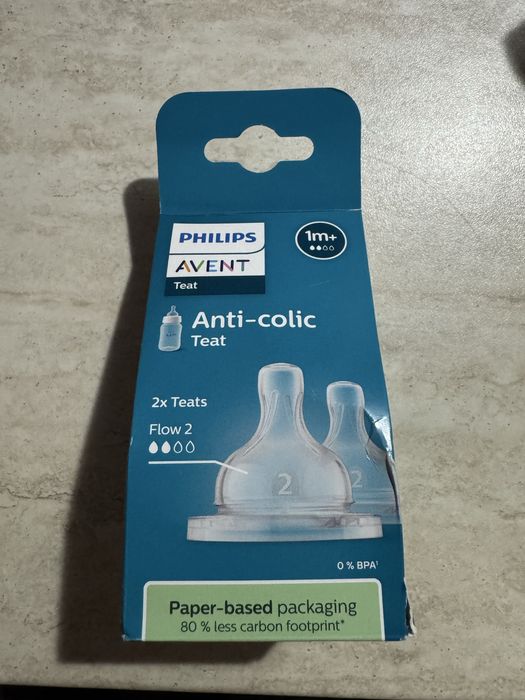 PHILIPS
AVENT
Teat
1m+
Anti-colic
Teat
2x Teats
Flow 2
2
2
0 % BPA¹
Paper-based packaging
80 % less carbon footprint*